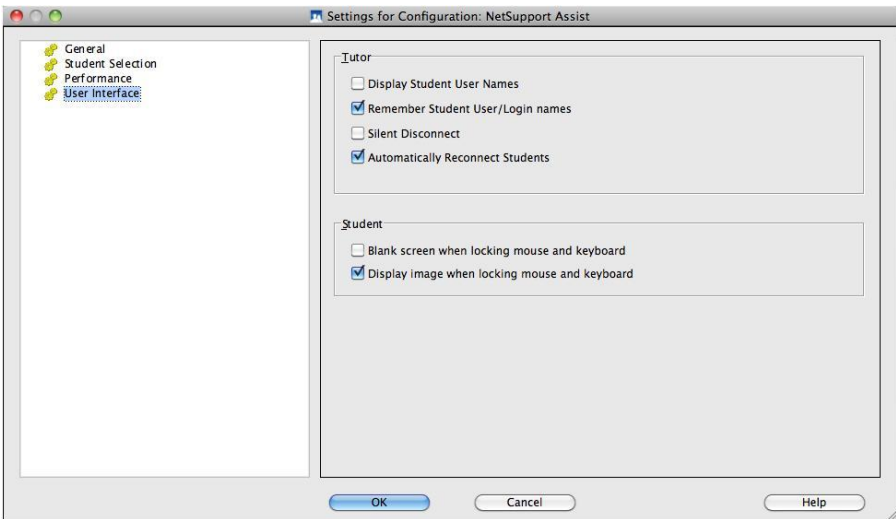 Settings for Configuration: NetSupport Assist
General
Student Selection
Performance
User Interface
Tutor
Display Student User Names
Remember Student User/Login names
Silent Disconnect
Automatically Reconnect Students
Student
Blank screen when locking mouse and keyboard
Display image when locking mouse and keyboard
OK
Cancel
Help